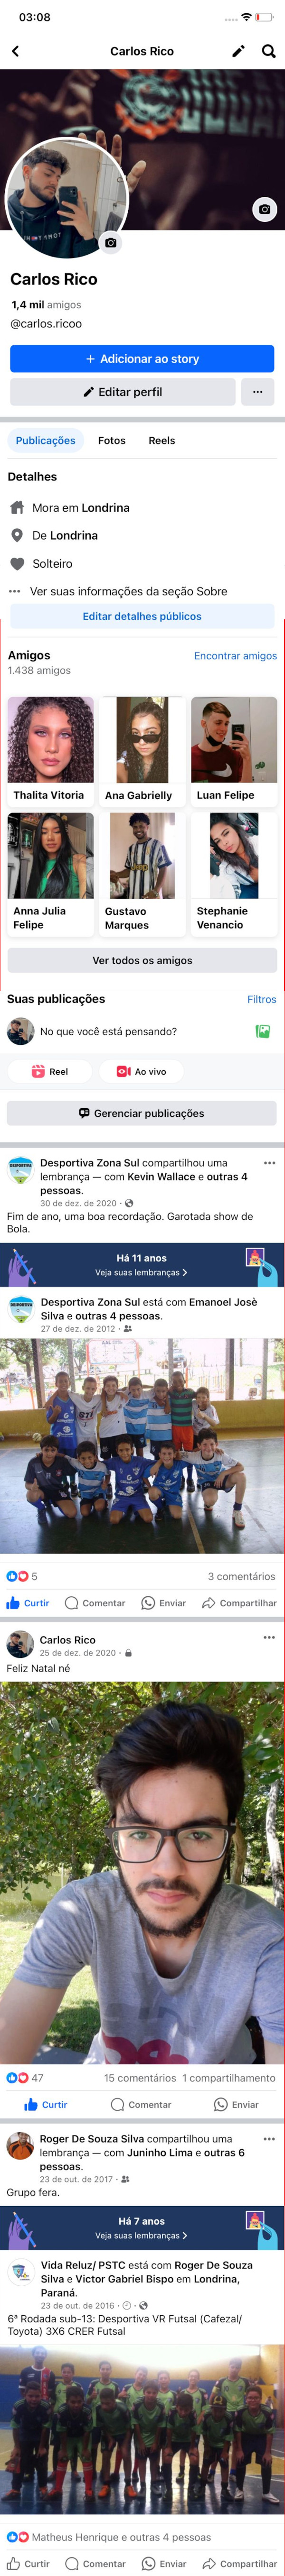 03:08
Carlos Rico
Carlos Rico
1,4 mil amigos
@carlos.ricoo
+ Adicionar ao story
Editar perfil
Publicações Fotos Reels
Detalhes
Mora em Londrina
De Londrina
Solteiro
Ver suas informações da seção Sobre
Editar detalhes públicos
Amigos Encontrar amigos
1.438 amigos
Thalita Vitoria Ana Gabrielly Luan Felipe
Anna Julia Gustavo Stephanie
Felipe Marques Venancio
Ver todos os amigos
Suas publicações Filtros
No que você está pensando?
Reel Ao vivo
Gerenciar publicações
Desportiva Zona Sul compartilhou uma
lembrança — com Kevin Wallace e outras 4
pessoas.
30 de dez. de 2020
Fim de ano, uma boa recordação. Garotada show de
Bola.
Há 11 anos
Veja suas lembranças
Desportiva Zona Sul está com Emanoel Josè
Silva e outras 4 pessoas.
27 de dez. de 2012
5 3 comentários
Curtir Comentar Enviar Compartilhar
Carlos Rico
25 de dez. de 2020
Feliz Natal né
47 15 comentários 1 compartilhamento
Curtir Comentar Enviar
Roger De Souza Silva compartilhou uma
lembrança — com Juninho Lima e outras 6
pessoas.
23 de out. de 2017
Grupo fera.
Há 7 anos
Veja suas lembranças
Vida Reluz/ PSTC está com Roger De Souza
Silva e Victor Gabriel Bispo em Londrina,
Paraná.
23 de out. de 2016
6ª Rodada sub-13: Desportiva VR Futsal (Cafezal/
Toyota) 3X6 CRER Futsal
Matheus Henrique e outras 4 pessoas
Curtir Comentar Enviar Compartilhar